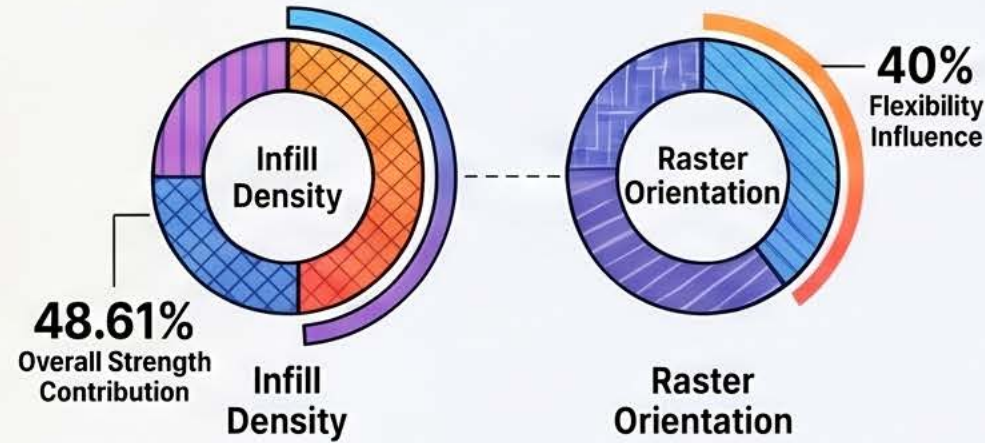 Infill
Density
48.61%
Overall Strength
Contribution
Infill
Density
Raster
Orientation
40%
Flexibility
Influence
Raster
Orientation